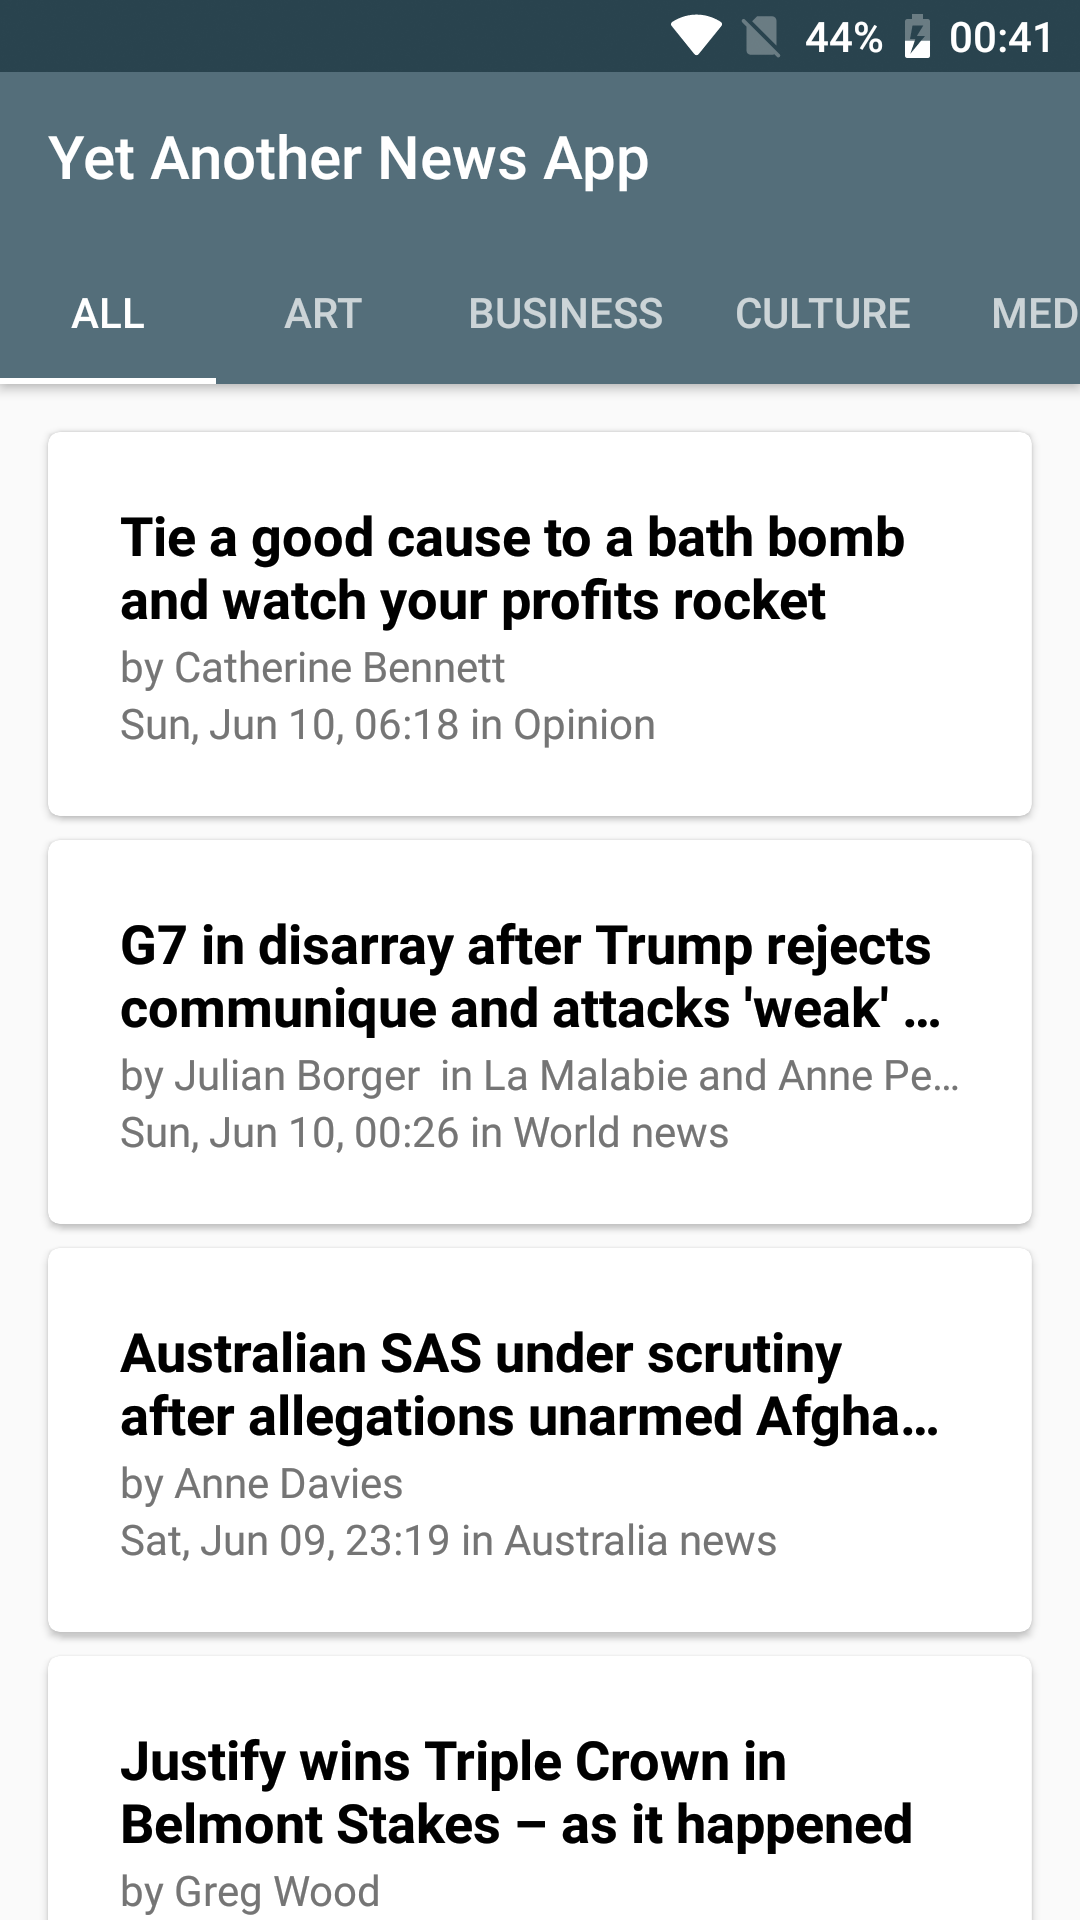 44% 00:41
Yet Another News App
ALL ART BUSINESS CULTURE MED
Tie a good cause to a bath bomb
and watch your profits rocket
by Catherine Bennett
Sun, Jun 10, 06:18 in Opinion
G7 in disarray after Trump rejects
communique and attacks 'weak' …
by Julian Borger  in La Malabie and Anne Pe…
Sun, Jun 10, 00:26 in World news
Australian SAS under scrutiny
after allegations unarmed Afgha…
by Anne Davies
Sat, Jun 09, 23:19 in Australia news
Justify wins Triple Crown in
Belmont Stakes – as it happened
by Greg Wood